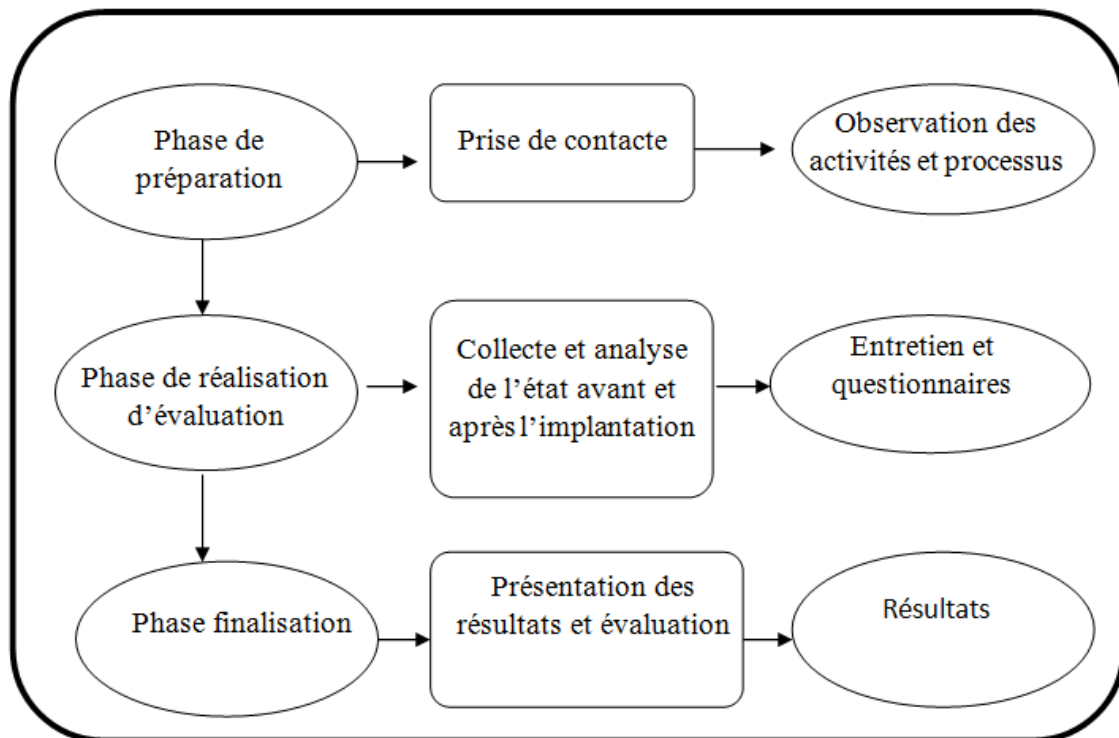 Phase de
préparation
Prise de contacte
Observation des
activités et processus
Phase de réalisation
d'évaluation
Collecte et analyse
de l'état avant et
après l'implantation
Entretien et
questionnaires
Phase finalisation
Présentation des
résultats et évaluation
Résultats